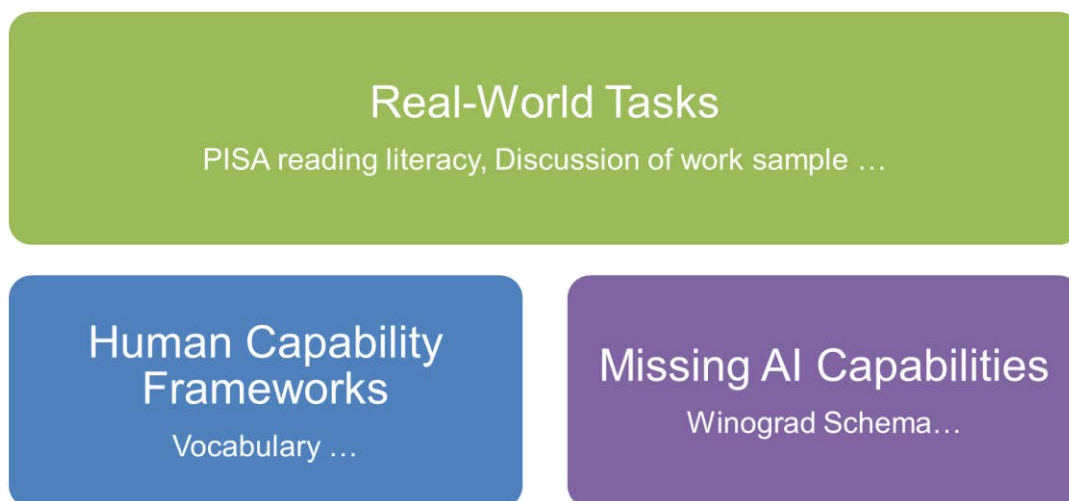 Real-World Tasks
PISA reading literacy, Discussion of work sample …
Human Capability
Frameworks
Vocabulary …
Missing AI Capabilities
Winograd Schema…